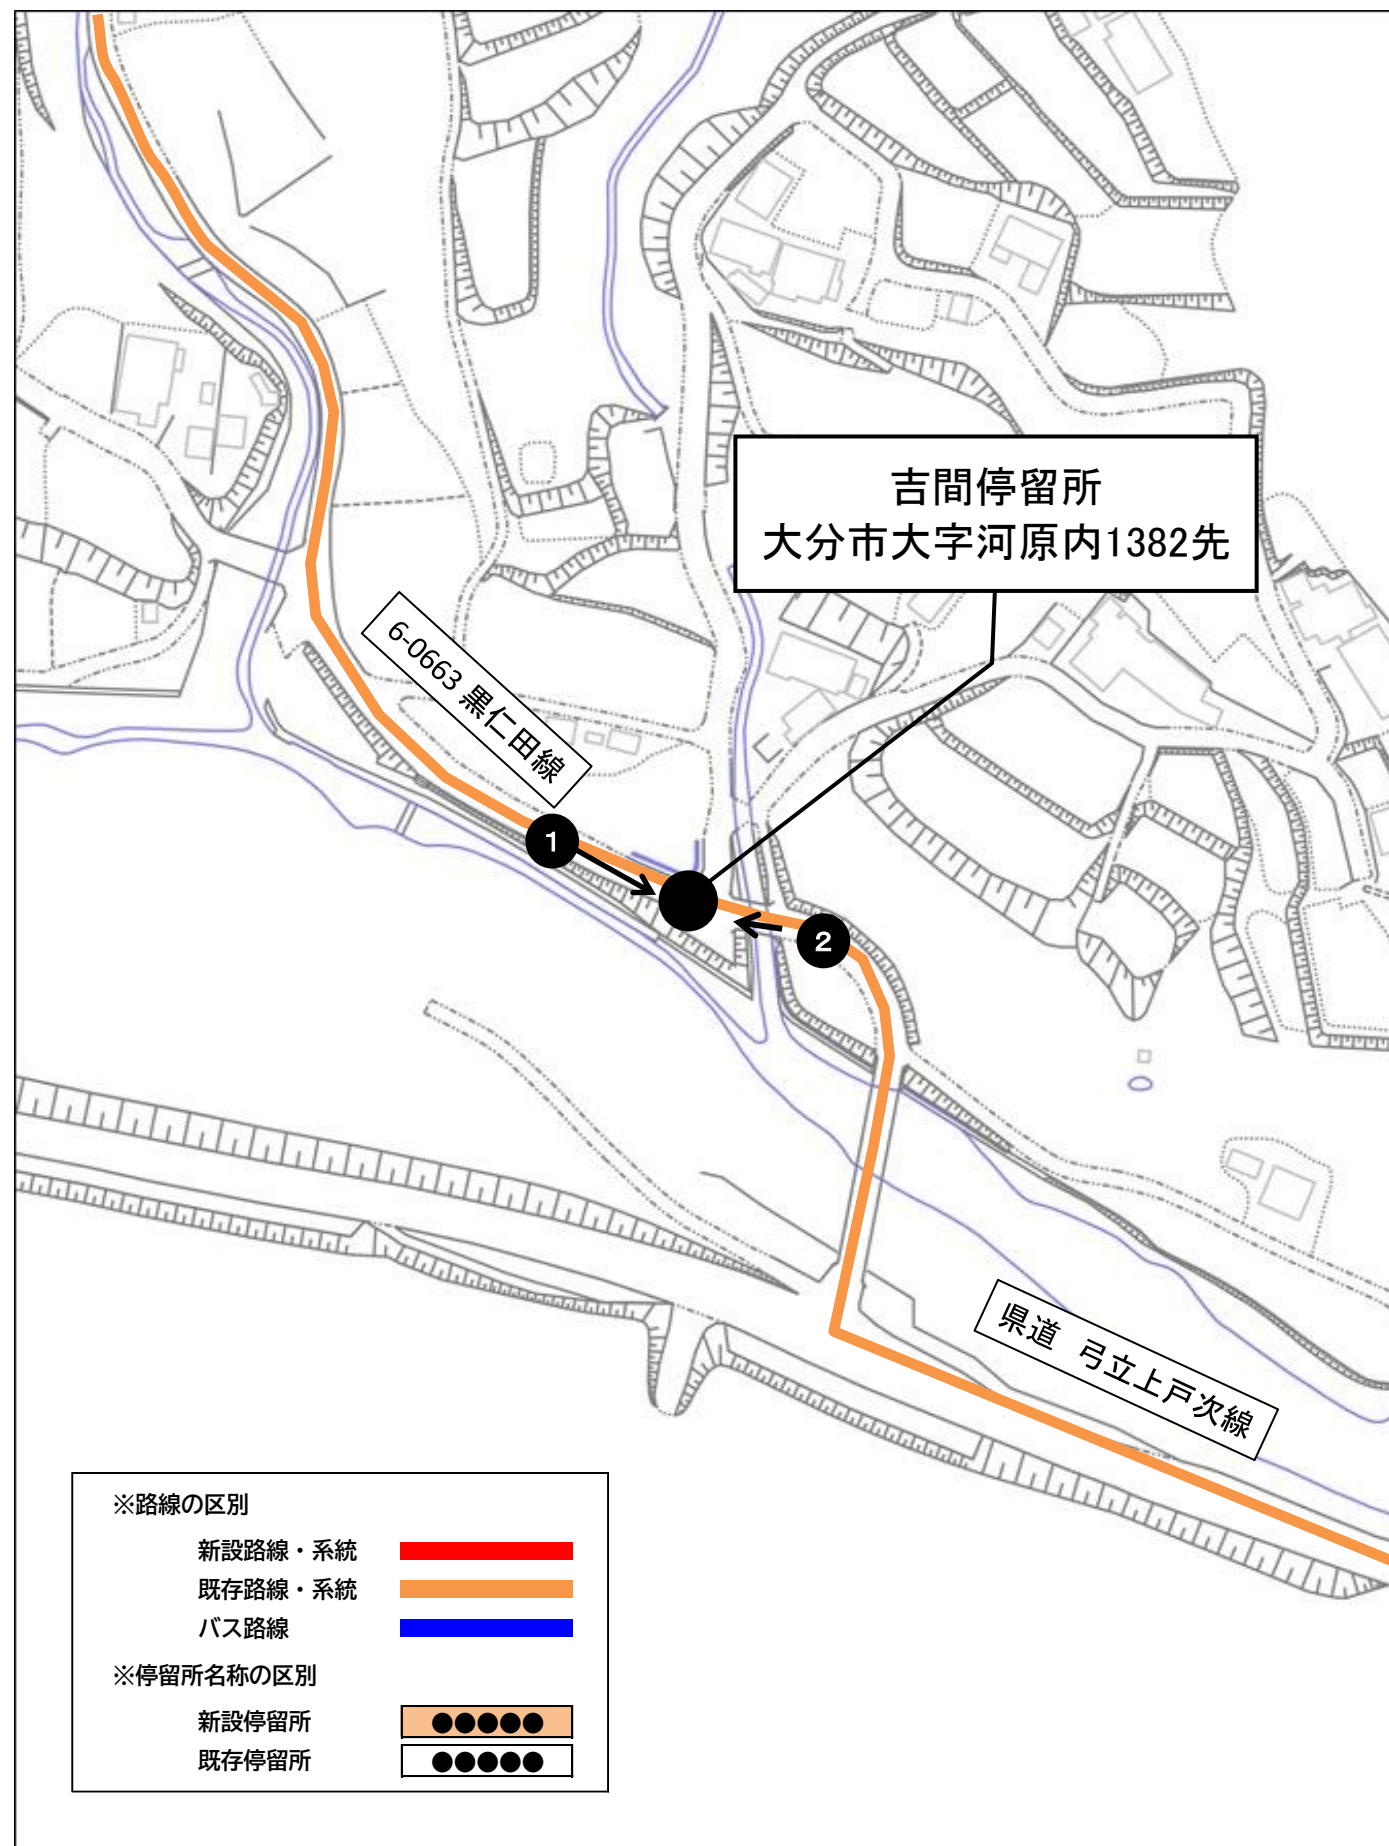 吉間停留所
大分市大字河原内1382先
6-0663 黒仁田線
1
2
県道 弓立上戸次線
※路線の区別
新設路線・系統
既存路線・系統
バス路線
※停留所名称の区別
新設停留所
●●●●●
既存停留所
●●●●●